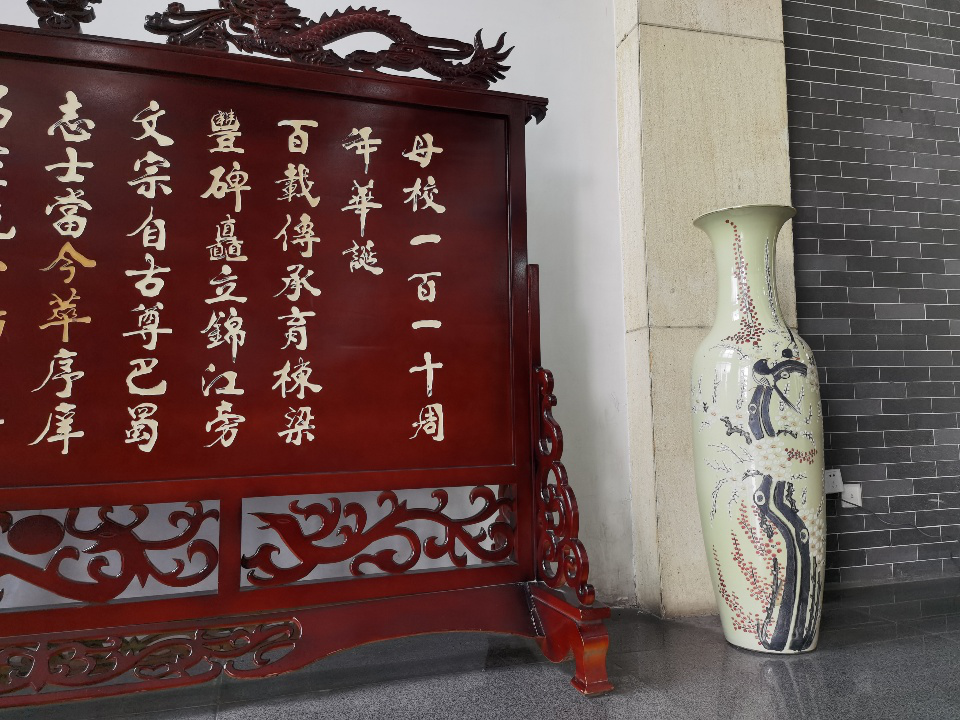 母校一百一十周
年華誕
百載傳承育棟梁
豐碑矗立錦江旁
文宗自古尊巴蜀
志士當今萃序庠